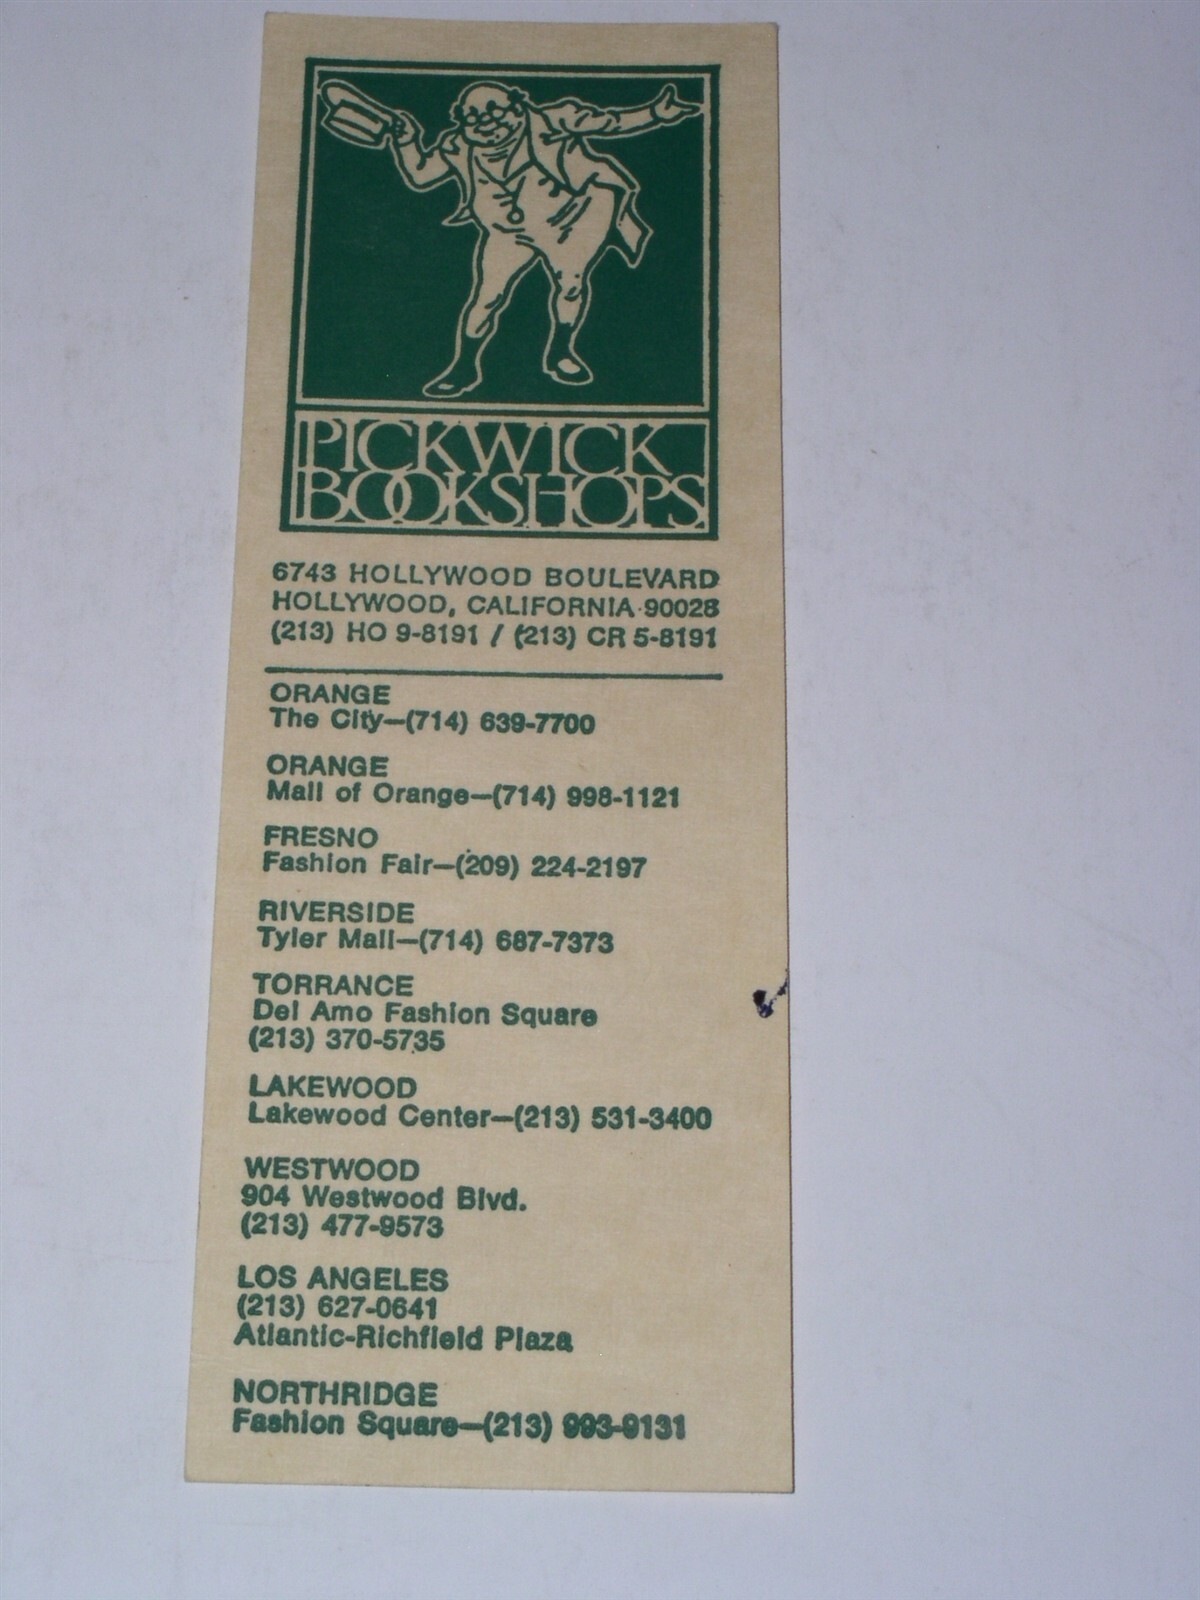 PICKWICK
BOOKSHOPS
6743 HOLLYWOOD BOULEVARD
HOLLYWOOD, CALIFORNIA 90028
(213) HO 9-8191 / (213) CR 5-8191
ORANGE
The City—(714) 639-7700
ORANGE
Mall of Orange—(714) 998-1121
FRESNO
Fashion Fair—(209) 224-2197
RIVERSIDE
Tyler Mall—(714) 687-7373
TORRANCE
Del Amo Fashion Square
(213) 370-5735
LAKEWOOD
Lakewood Center—(213) 531-3400
WESTWOOD
904 Westwood Blvd.
(213) 477-9573
LOS ANGELES
(213) 627-0641
Atlantic-Richfield Plaza
NORTHRIDGE
Fashion Square—(213) 993-9131